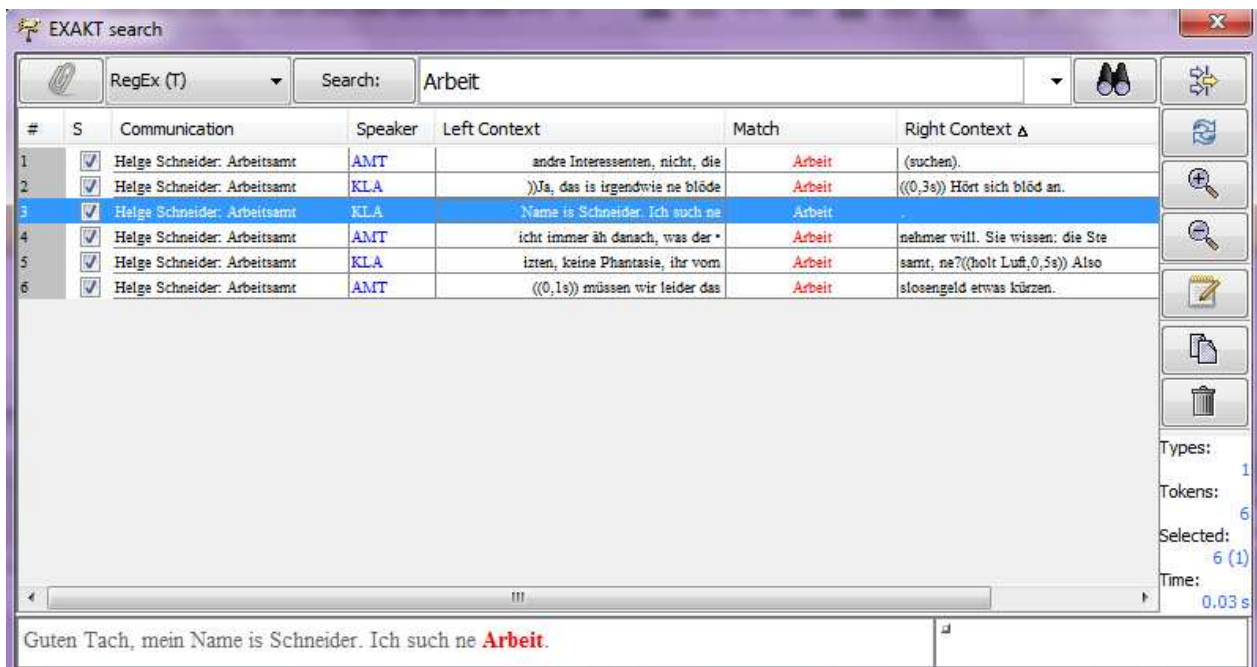 EXAKT search
RegEx (T) Search: Arbeit
# S Communication Speaker Left Context Match Right Context
1 Helge Schneider: Arbeitsamt AMT andre Interessenten, nicht, die Arbeit (suchen).
2 Helge Schneider: Arbeitsamt KLA ))Ja, das is irgendwie ne blöde Arbeit ((0,3s)) Hört sich blöd an.
3 Helge Schneider: Arbeitsamt KLA Name is Schneider. Ich such ne Arbeit .
4 Helge Schneider: Arbeitsamt AMT icht immer äh danach, was der • Arbeit nehmer will. Sie wissen: die Ste
5 Helge Schneider: Arbeitsamt KLA izten, keine Phantasie, ihr vom Arbeit samt, ne?((holt Luft,0,5s)) Also
6 Helge Schneider: Arbeitsamt AMT ((0,1s)) müssen wir leider das Arbeit slosengeld etwas kürzen.
Types:
1
Tokens:
6
Selected:
6 (1)
Time:
0.03 s
Guten Tach, mein Name is Schneider. Ich such ne Arbeit.